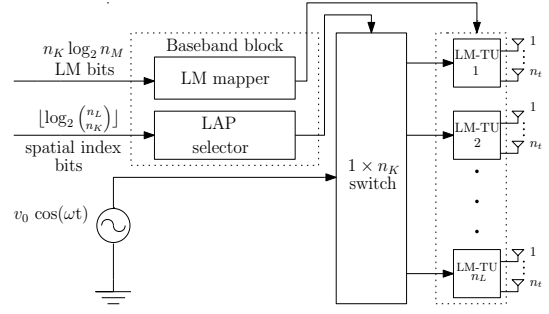 n_K log_2 n_M
LM bits
Baseband block
LM mapper
⌊log_2 (n_L n_K)⌋
spatial index
bits
LAP
selector
v_0 cos(ωt)
1 × n_K
switch
LM-TU
1
1
n_t
LM-TU
2
1
n_t
LM-TU
n_L
1
n_t